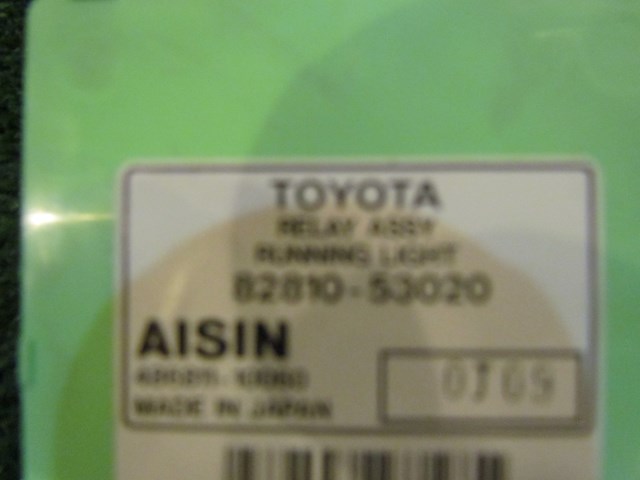 TOYOTA
RELAY ASSY
RUNNING LIGHT
82810-53020
AISIN
0709
MADE IN JAPAN